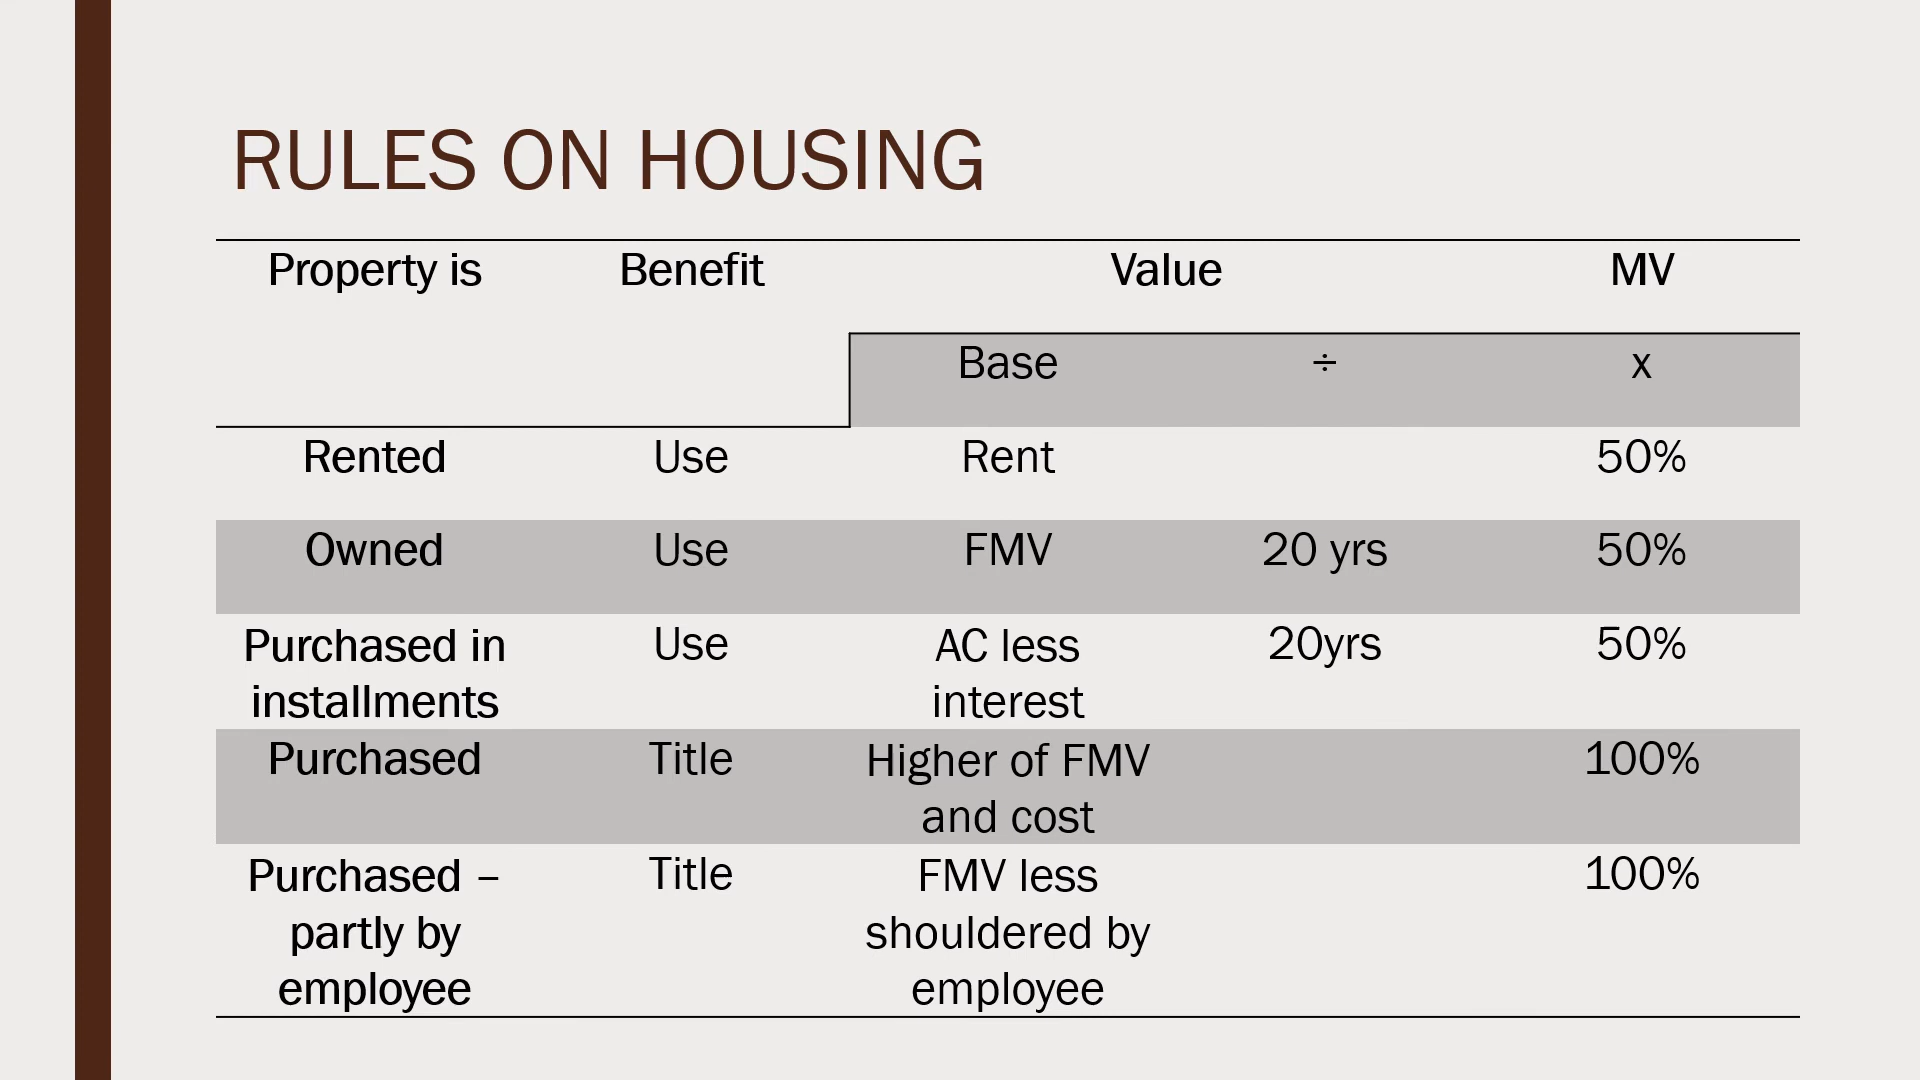 RULES ON HOUSING
Property is Benefit Value MV
Base ÷ x
Rented Use Rent 50%
Owned Use FMV 20 yrs 50%
Purchased in installments Use AC less interest 20yrs 50%
Purchased Title Higher of FMV and cost 100%
Purchased – partly by employee Title FMV less shouldered by employee 100%